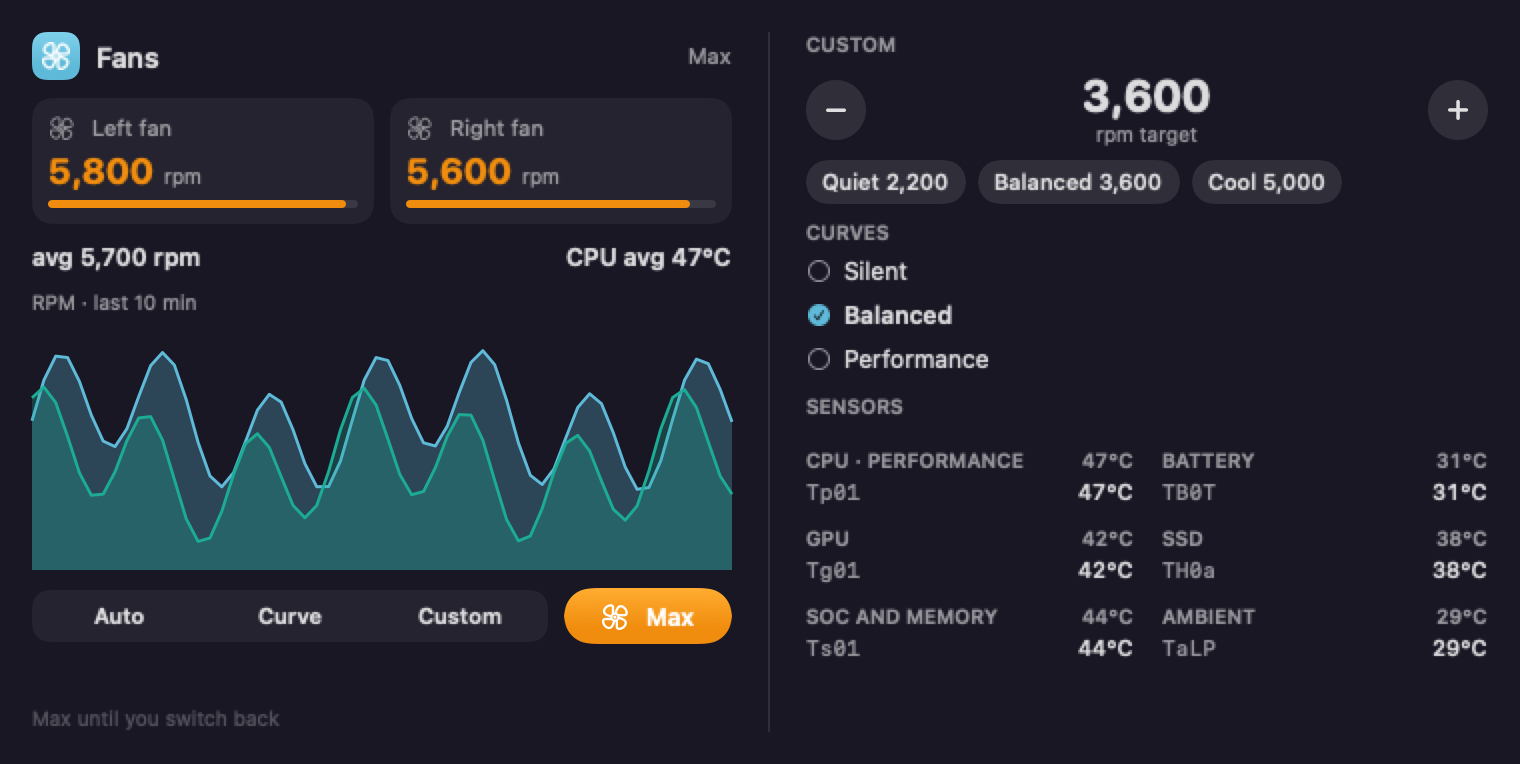 Fans
Max
Left fan
5,800 rpm
Right fan
5,600 rpm
avg 5,700 rpm
CPU avg 47°C
RPM · last 10 min
Auto
Curve
Custom
Max
Max until you switch back
CUSTOM
−
3,600
+
rpm target
Quiet 2,200
Balanced 3,600
Cool 5,000
CURVES
Silent
Balanced
Performance
SENSORS
CPU · PERFORMANCE 47°C
Tp01 47°C
BATTERY 31°C
TB0T 31°C
GPU 42°C
Tg01 42°C
SSD 38°C
TH0a 38°C
SOC AND MEMORY 44°C
Ts01 44°C
AMBIENT 29°C
TaLP 29°C